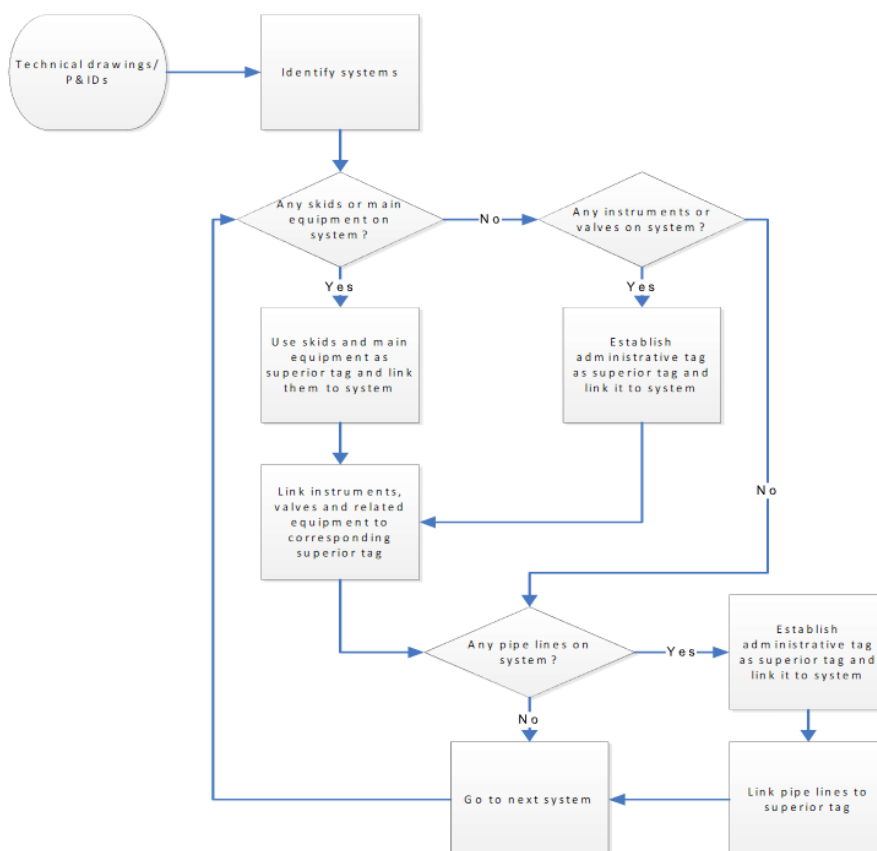 Technical drawings/
P&IDs
Identify systems
Any skids or main
equipment on
system?
No
Any instruments or
valves on system?
Yes
Yes
Use skids and main
equipment as
superior tag and link
them to system
Establish
administrative tag
as superior tag and
link it to system
Link instruments,
valves and related
equipment to
corresponding
superior tag
No
Any pipe lines on
system?
Yes
Establish
administrative tag
as superior tag and
link it to system
No
Go to next system
Link pipe lines to
superior tag